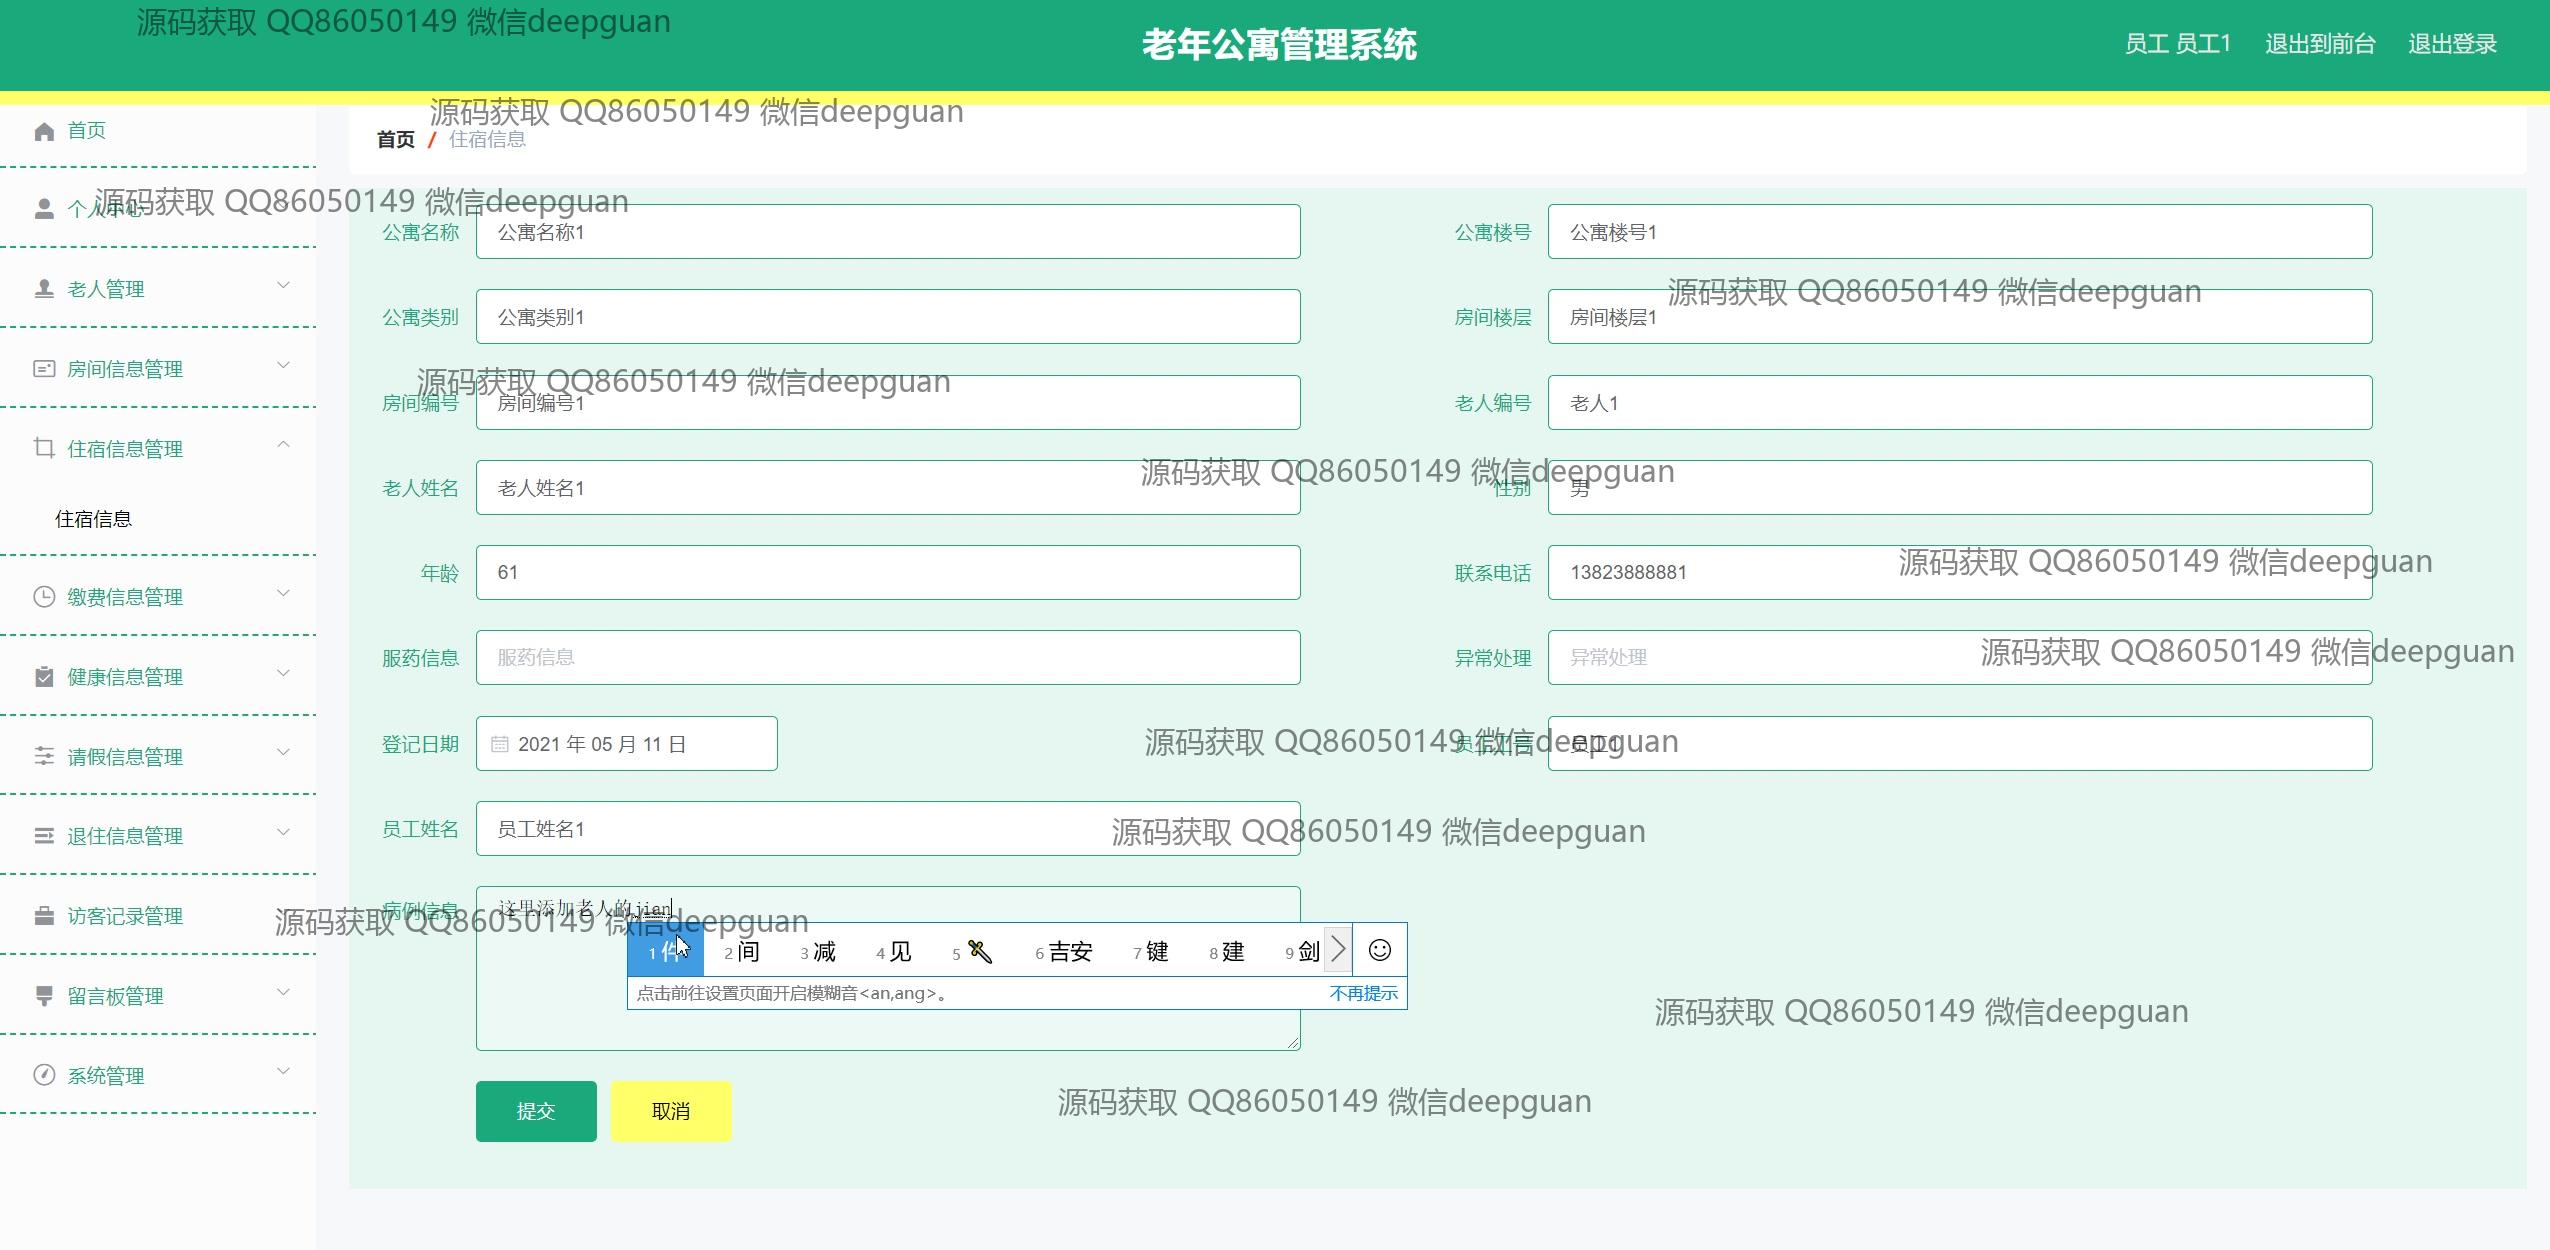 源码获取 QQ86050149 微信deepguan
老年公寓管理系统
员工 员工1 退出到前台 退出登录
源码获取 QQ86050149 微信deepguan
首页
首页 / 住宿信息
源码获取 QQ86050149 微信deepguan
个人中心
公寓名称 公寓名称1
公寓楼号 公寓楼号1
老人管理
源码获取 QQ86050149 微信deepguan
公寓类别 公寓类别1
房间楼层 房间楼层1
房间信息管理
源码获取 QQ86050149 微信deepguan
房间编号 房间编号1
老人编号 老人1
住宿信息管理
源码获取 QQ86050149 微信deepguan
老人姓名 老人姓名1
性别 男
住宿信息
源码获取 QQ86050149 微信deepguan
年龄 61
联系电话 13823888881
缴费信息管理
源码获取 QQ86050149 微信deepguan
服药信息 服药信息
异常处理 异常处理
健康信息管理
源码获取 QQ86050149 微信deepguan
登记日期 2021 年 05 月 11 日
员工工号 员工1
请假信息管理
源码获取 QQ86050149 微信deepguan
员工姓名 员工姓名1
退住信息管理
源码获取 QQ86050149 微信deepguan
病例信息 这里添加老人的jian
访客记录管理
1 件 2 间 3 减 4 见 5 6 吉安 7 键 8 建 9 剑
点击前往设置页面开启模糊音<an,ang>。 不再提示
留言板管理
源码获取 QQ86050149 微信deepguan
系统管理
提交 取消
源码获取 QQ86050149 微信deepguan